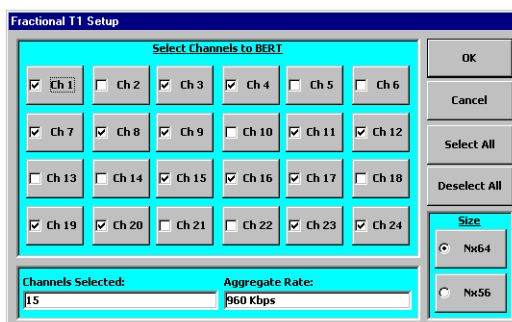 Fractional T1 Setup
Select Channels to BERT
Ch 1 Ch 2 Ch 3 Ch 4 Ch 5 Ch 6
Ch 7 Ch 8 Ch 9 Ch 10 Ch 11 Ch 12
Ch 13 Ch 14 Ch 15 Ch 16 Ch 17 Ch 18
Ch 19 Ch 20 Ch 21 Ch 22 Ch 23 Ch 24
Channels Selected: Aggregate Rate:
15 960 Kbps
OK
Cancel
Select All
Deselect All
Size
Nx64
Nx56